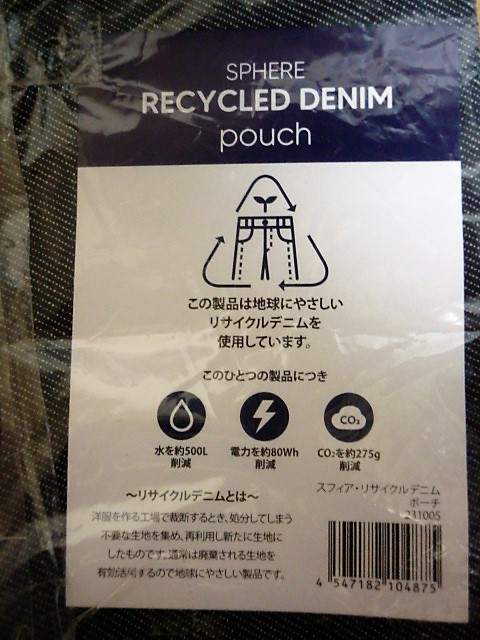 SPHERE
RECYCLED DENIM
pouch
この製品は地球にやさしい
リサイクルデニムを
使用しています。
このひとつの製品につき
CO₂
水を約500L
削減
電力を約80Wh
削減
CO₂を約275g
削減
～リサイクルデニムとは～
洋服を作る工場で裁断するとき、処分してしまう
不要な生地を集め、再利用し新たに生地に
したものです。通常は廃棄される生地を
有効活用するので地球にやさしい製品です。
スフィア・リサイクルデニム
ポーチ
231005
4 547182 104875